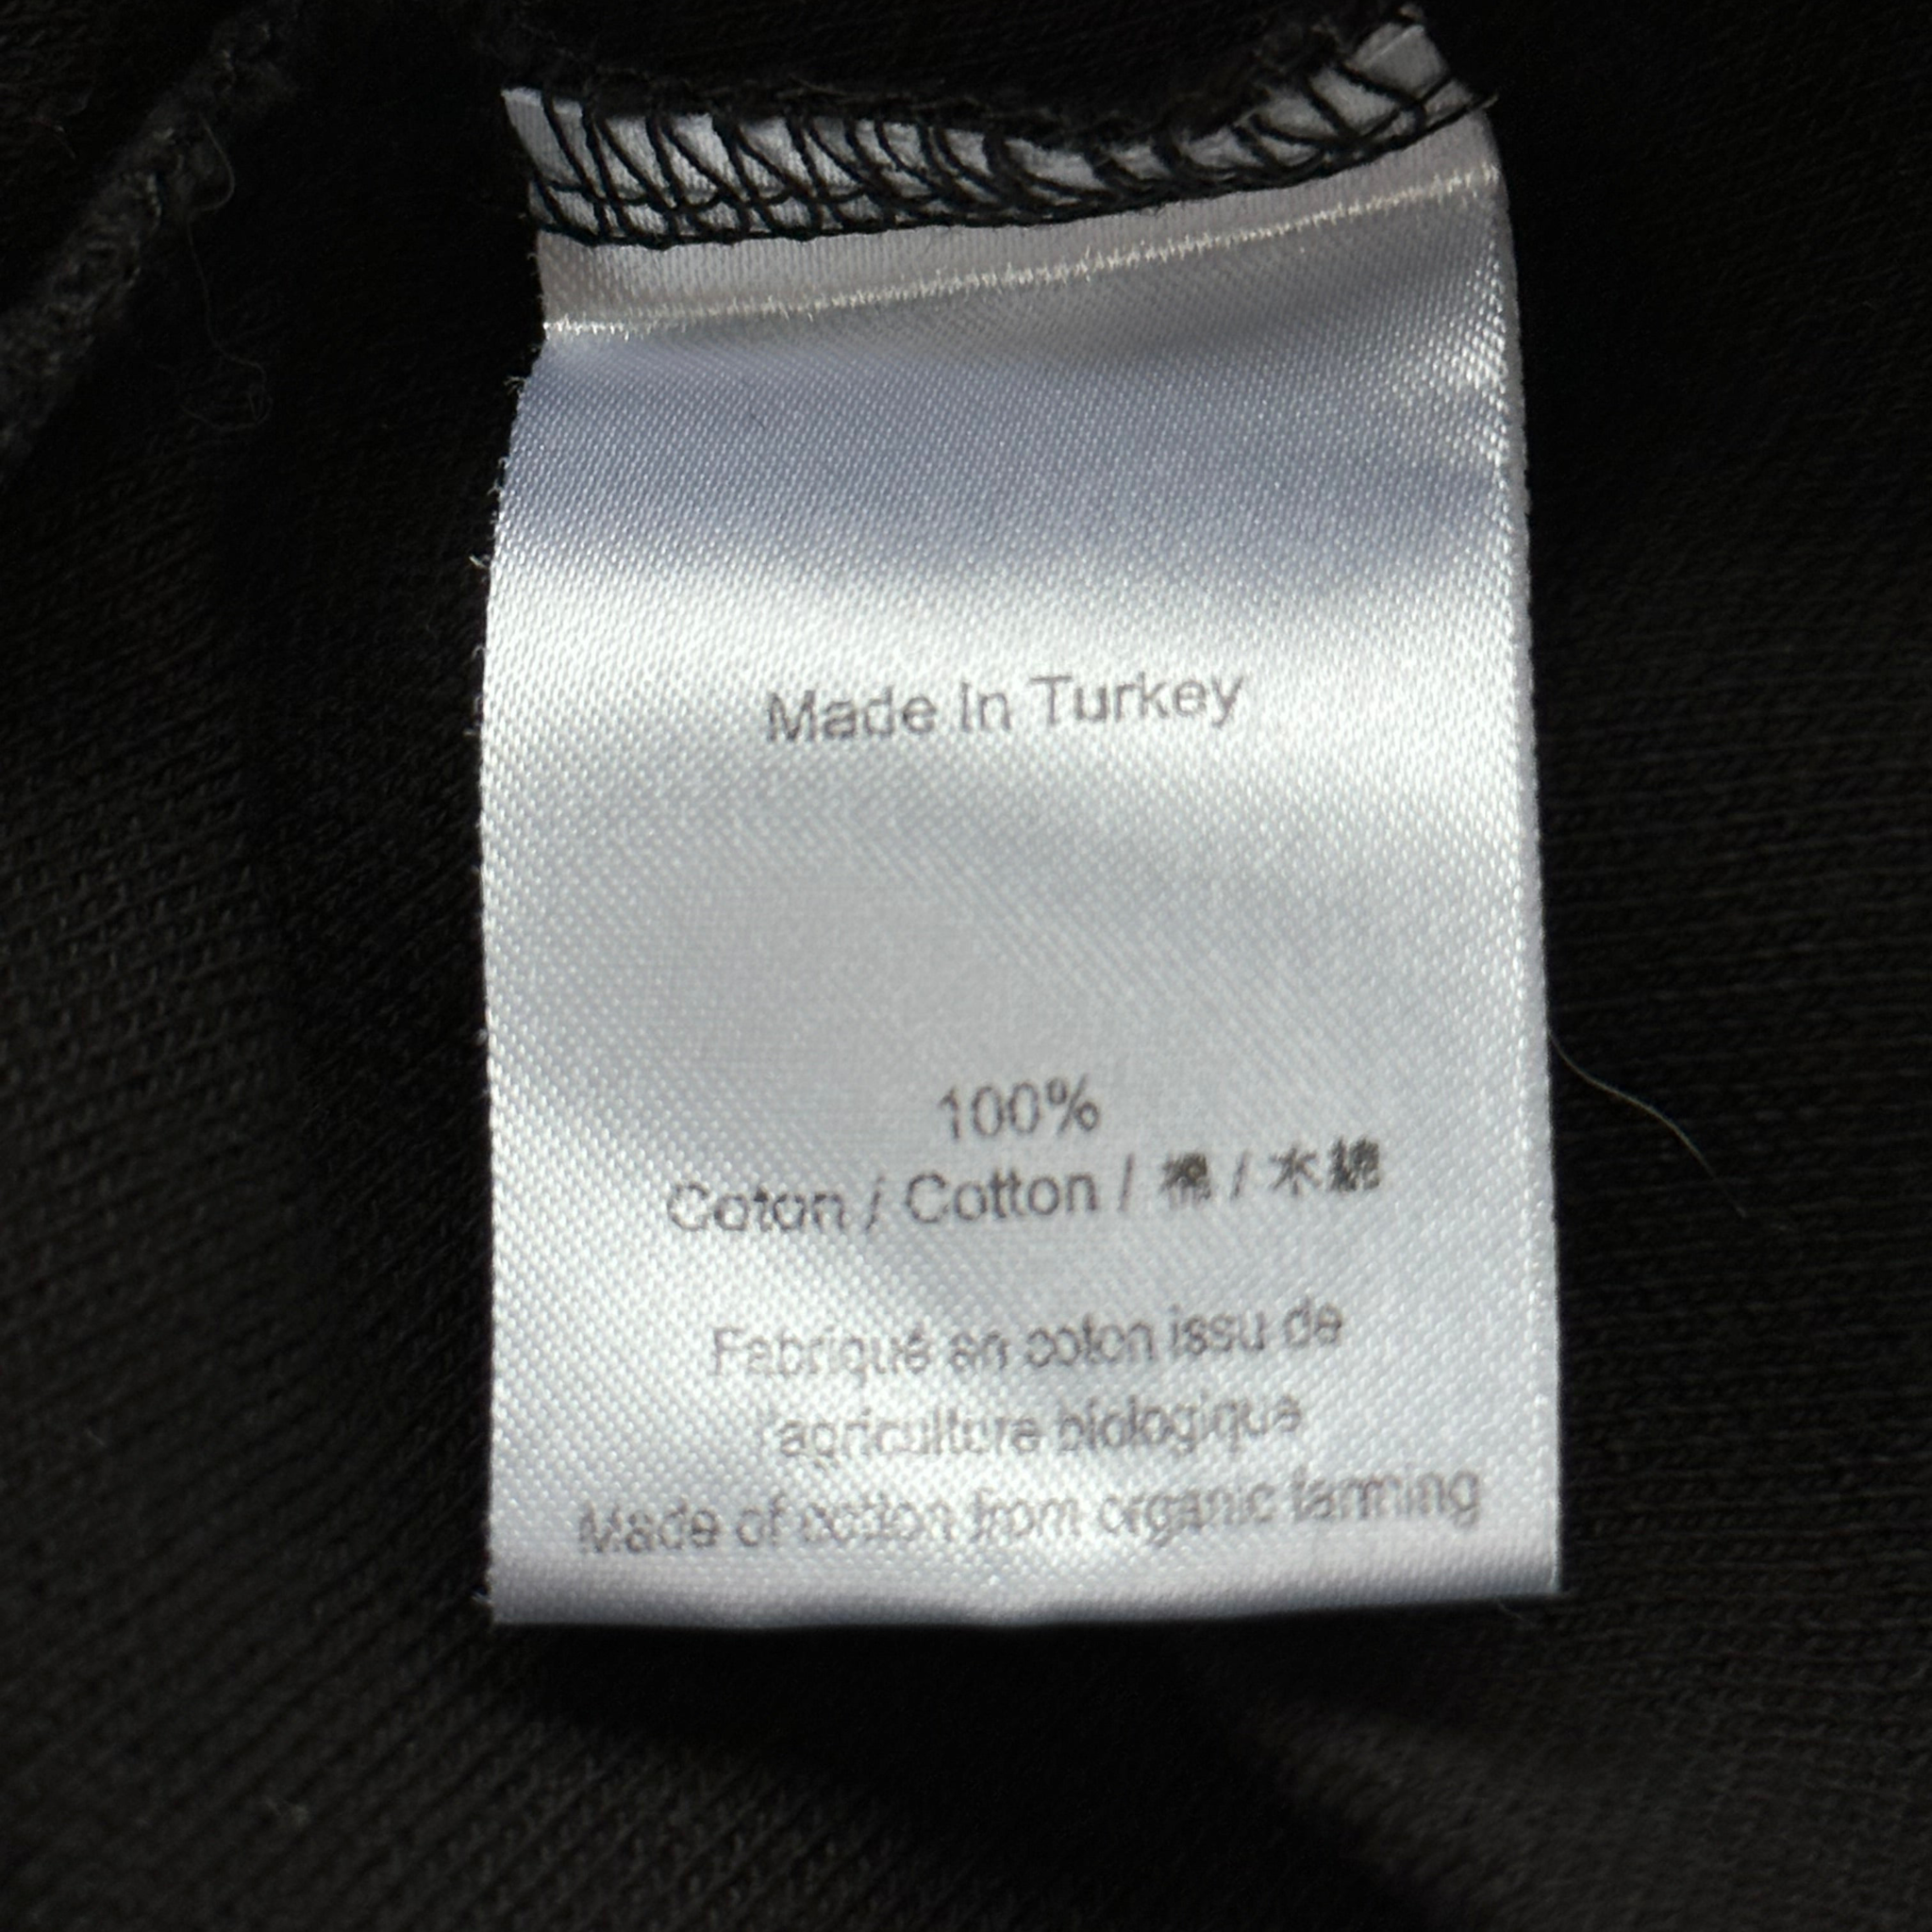 Made in Turkey
100%
Coton / Cotton / 棉 / 木綿
Fabriqué en coton issu de
l'agriculture biologique
Made of cotton from organic farming